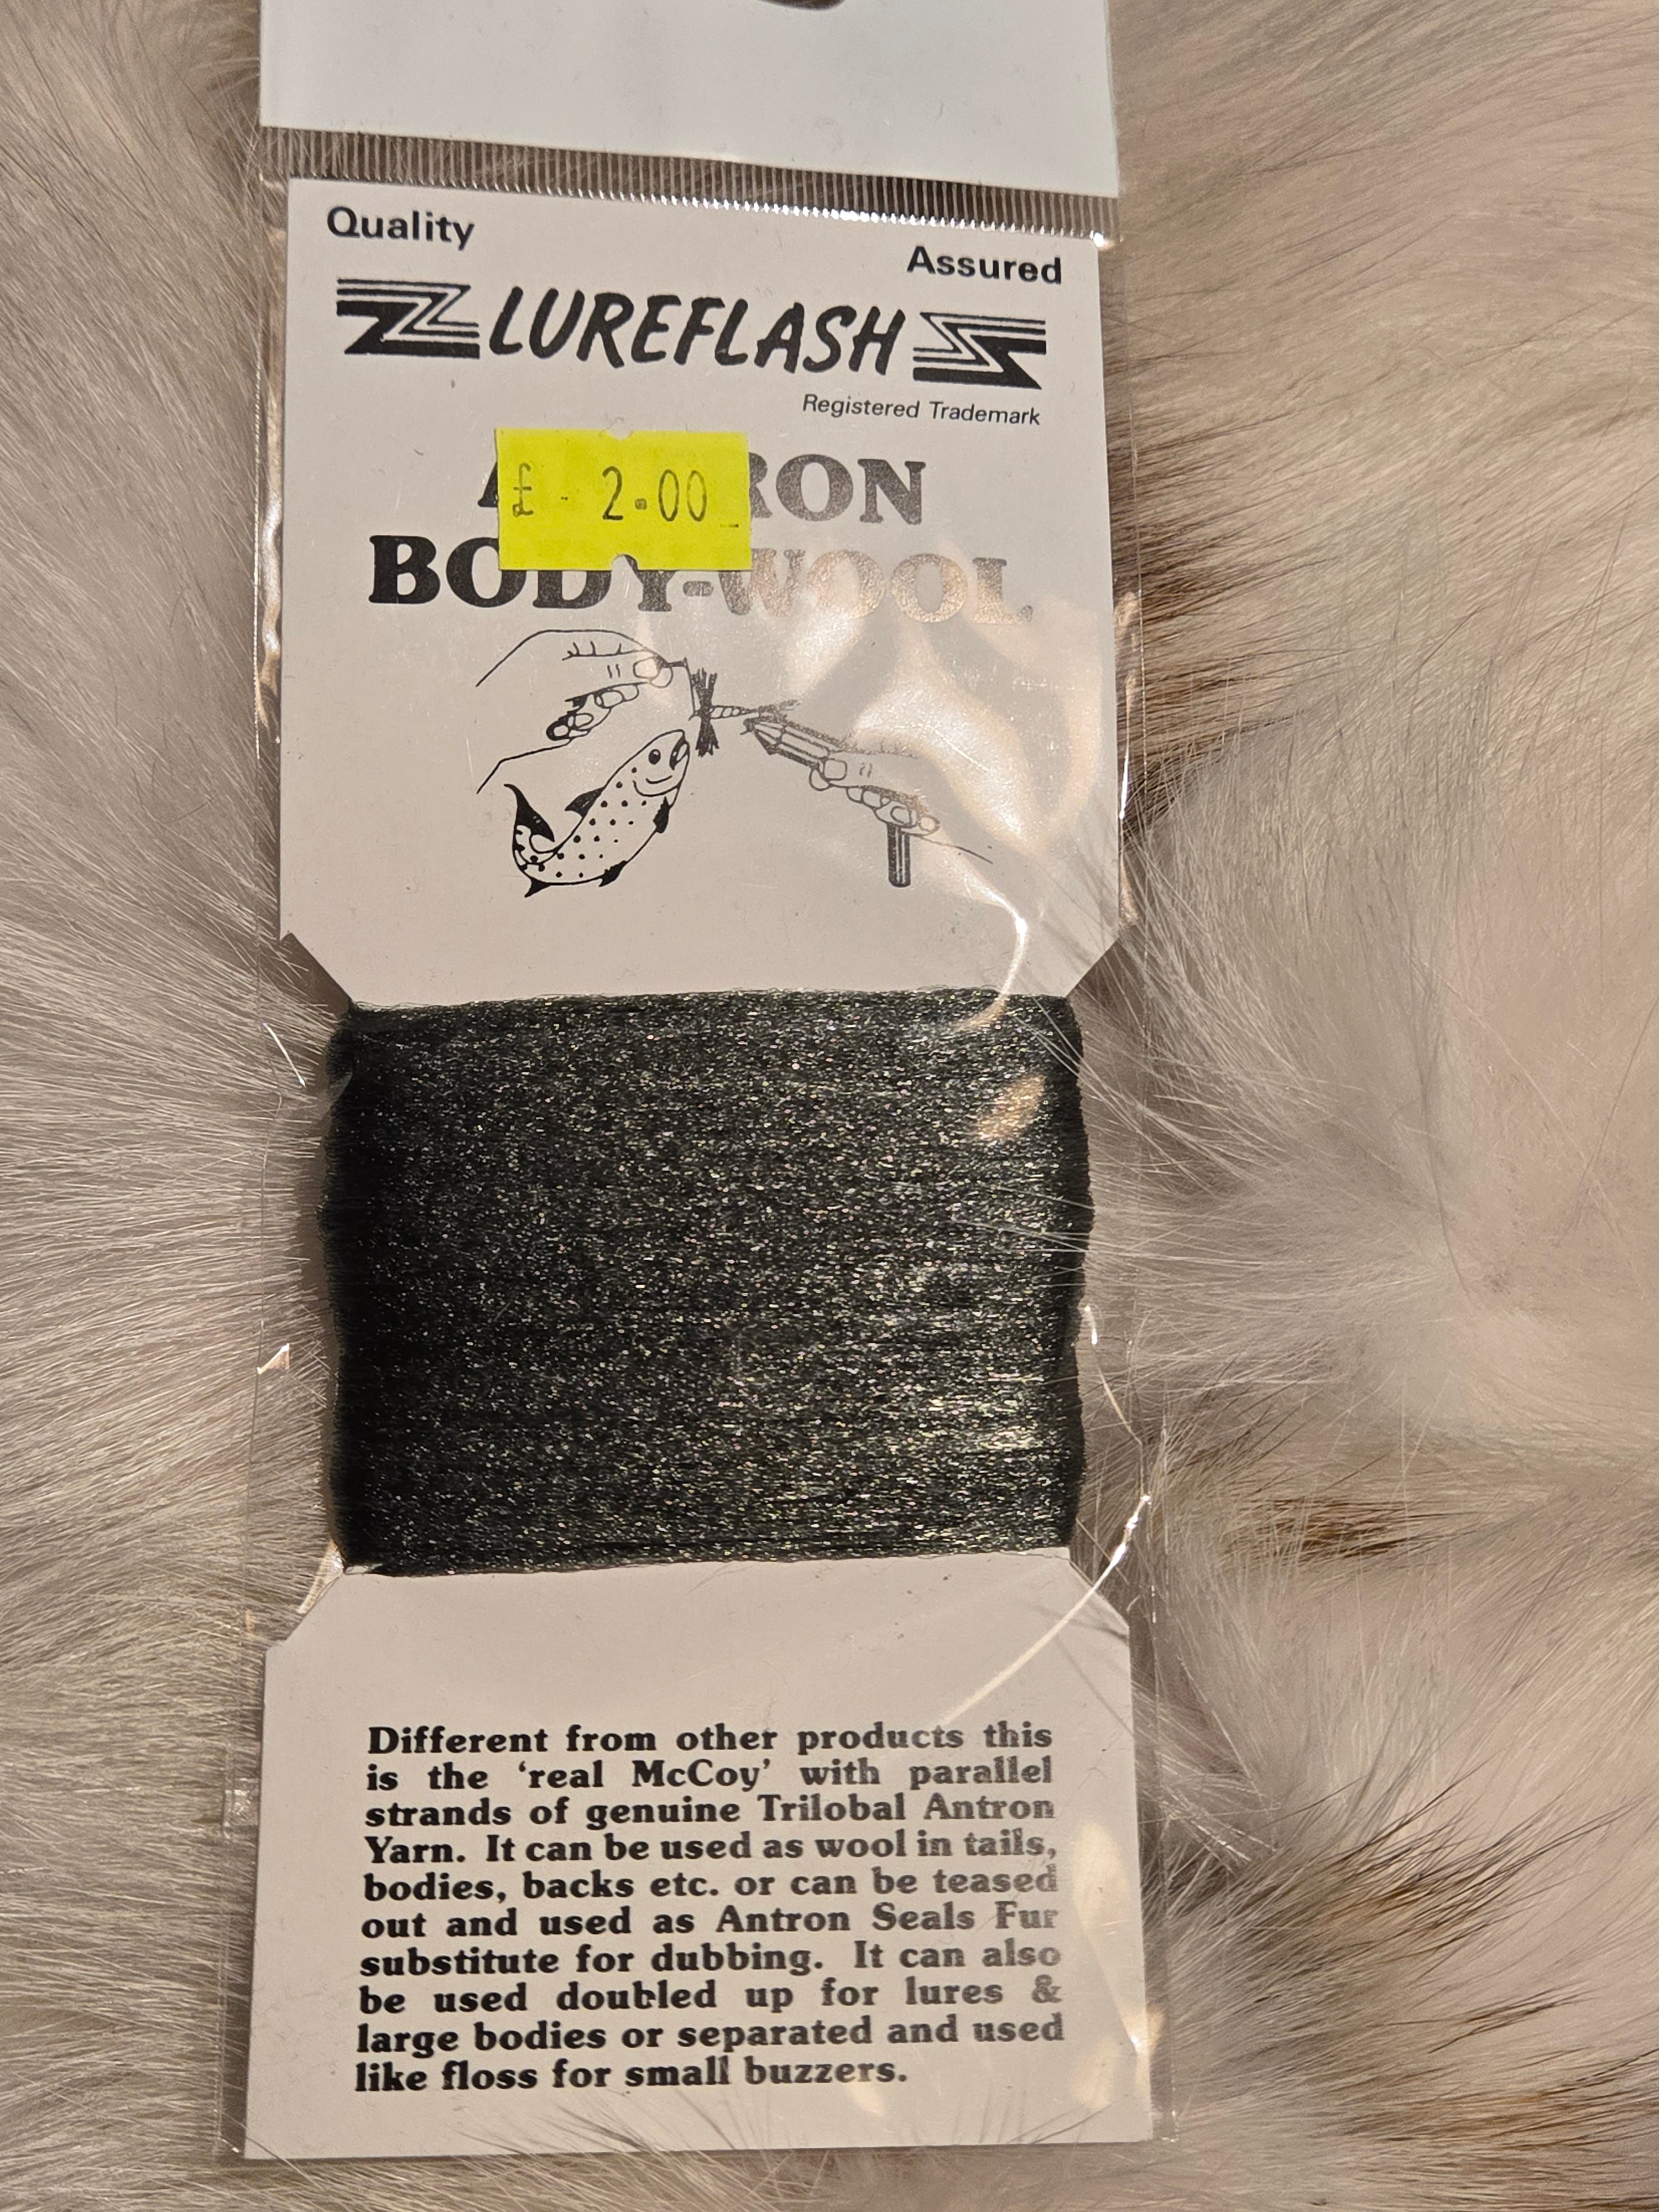 Quality
Assured
LUREFLASH
Registered Trademark
£ - 2.00
BODY-WOOL
Different from other products this
is the ‘real McCoy’ with parallel
strands of genuine Trilobal Antron
Yarn. It can be used as wool in tails,
bodies, backs etc. or can be teased
out and used as Antron Seals Fur
substitute for dubbing. It can also
be used doubled up for lures &
large bodies or separated and used
like floss for small buzzers.